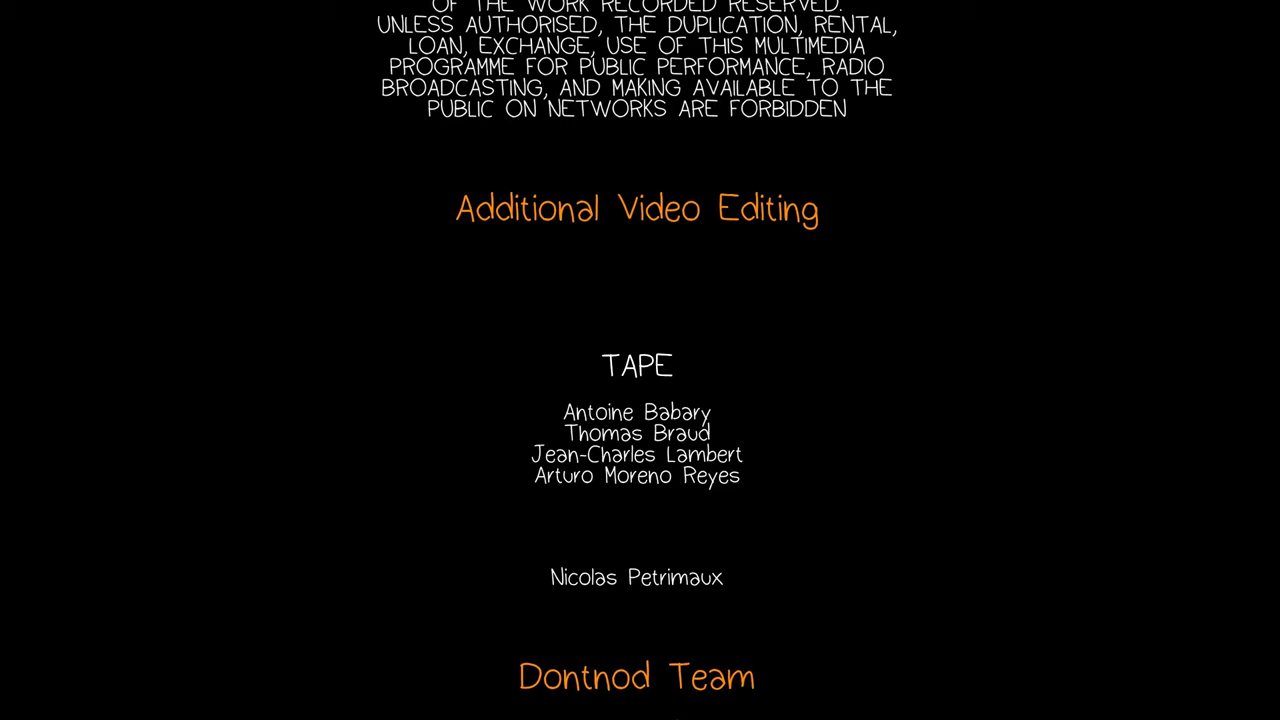 OF THE WORK RECORDED RESERVED.
UNLESS AUTHORISED, THE DUPLICATION, RENTAL,
LOAN, EXCHANGE, USE OF THIS MULTIMEDIA
PROGRAMME FOR PUBLIC PERFORMANCE, RADIO
BROADCASTING, AND MAKING AVAILABLE TO THE
PUBLIC ON NETWORKS ARE FORBIDDEN
Additional Video Editing
TAPE
Antoine Babary
Thomas Braud
Jean-Charles Lambert
Arturo Moreno Reyes
Nicolas Petrimaux
Dontnod Team